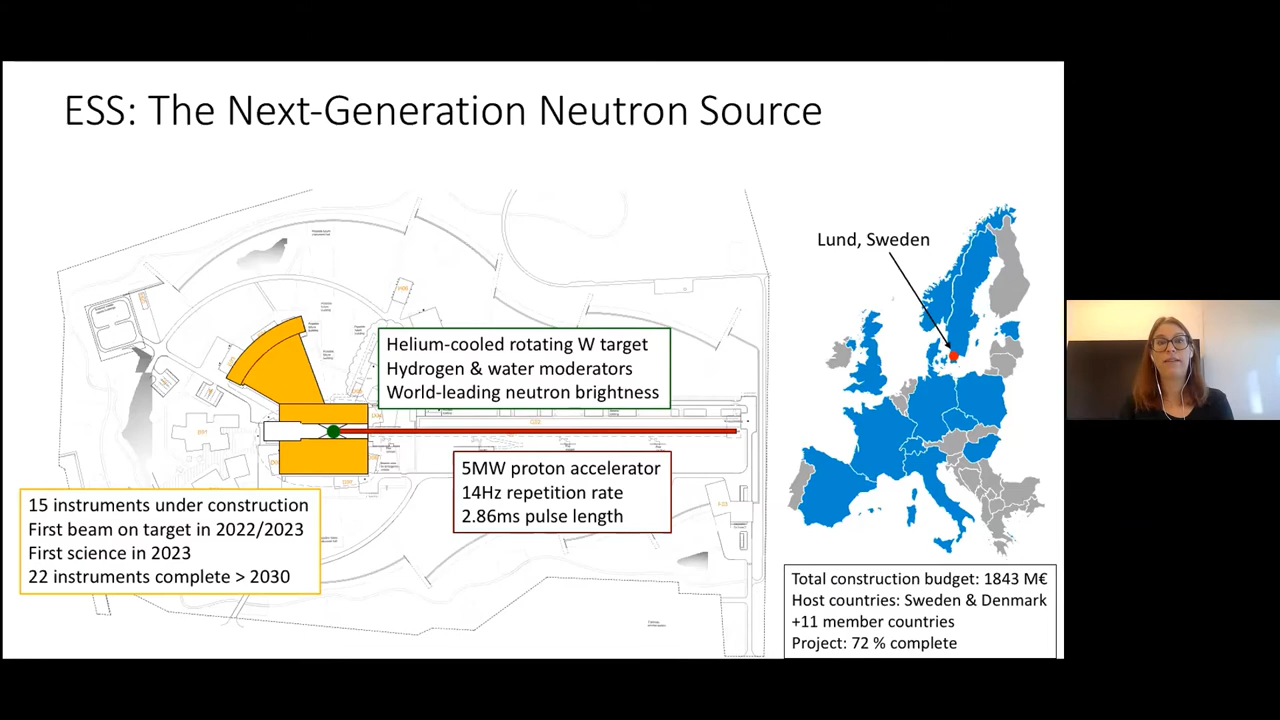 ESS: The Next-Generation Neutron Source
Lund, Sweden
Helium-cooled rotating W target
Hydrogen & water moderators
World-leading neutron brightness
5MW proton accelerator
14Hz repetition rate
2.86ms pulse length
15 instruments under construction
First beam on target in 2022/2023
First science in 2023
22 instruments complete > 2030
Total construction budget: 1843 M€
Host countries: Sweden & Denmark
+11 member countries
Project: 72 % complete